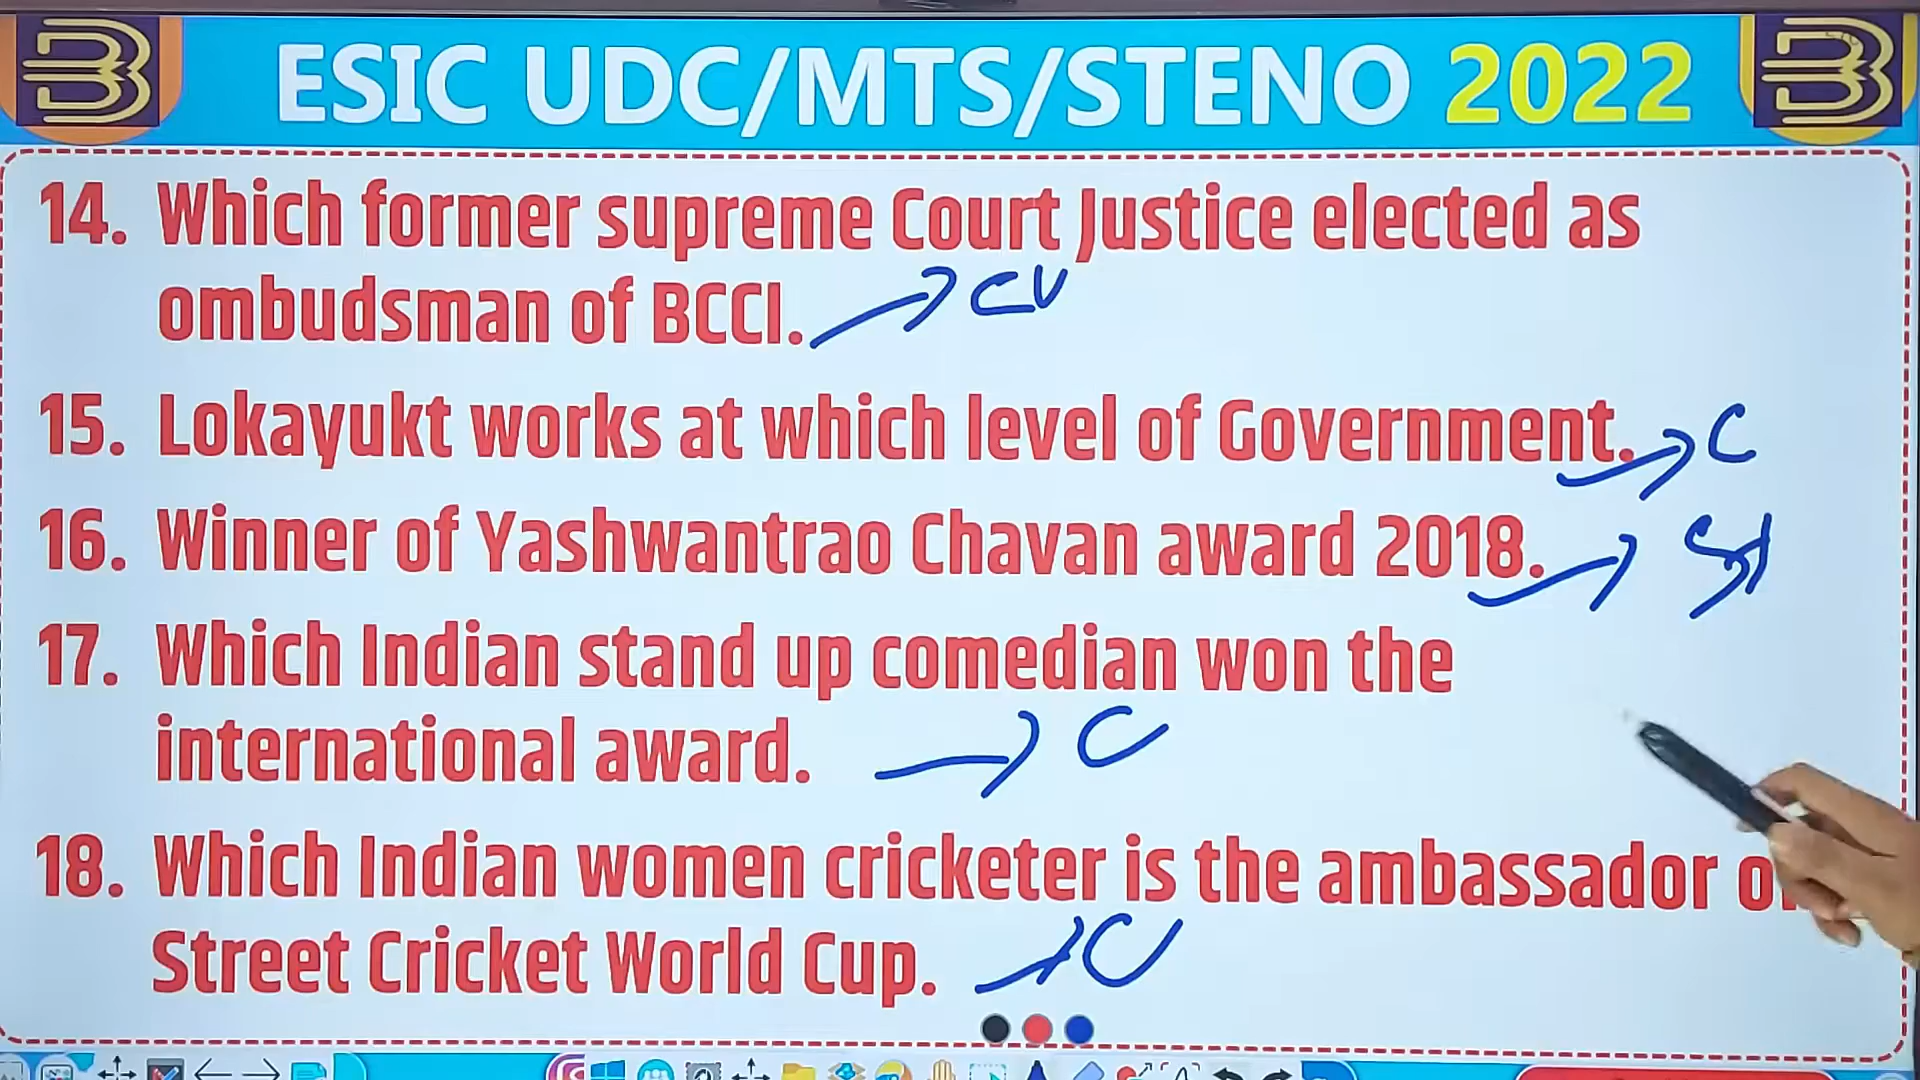 ESIC UDC/MTS/STENO 2022
14. Which former supreme Court Justice elected as
ombudsman of BCCI.
15. Lokayukt works at which level of Government.
C
16. Winner of Yashwantrao Chavan award 2018.
17. Which Indian stand up comedian won the
international award.
C
18. Which Indian women cricketer is the ambassador
Street Cricket World Cup.